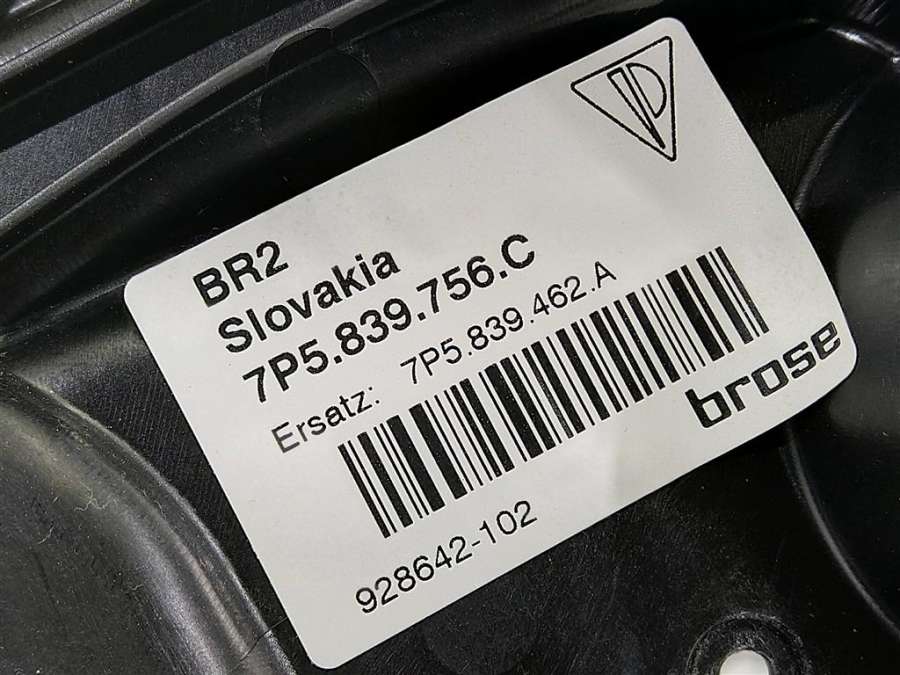 BR2
Slovakia
7P5.839.756.C
Ersatz: 7P5.839.462.A
brose
928642-102